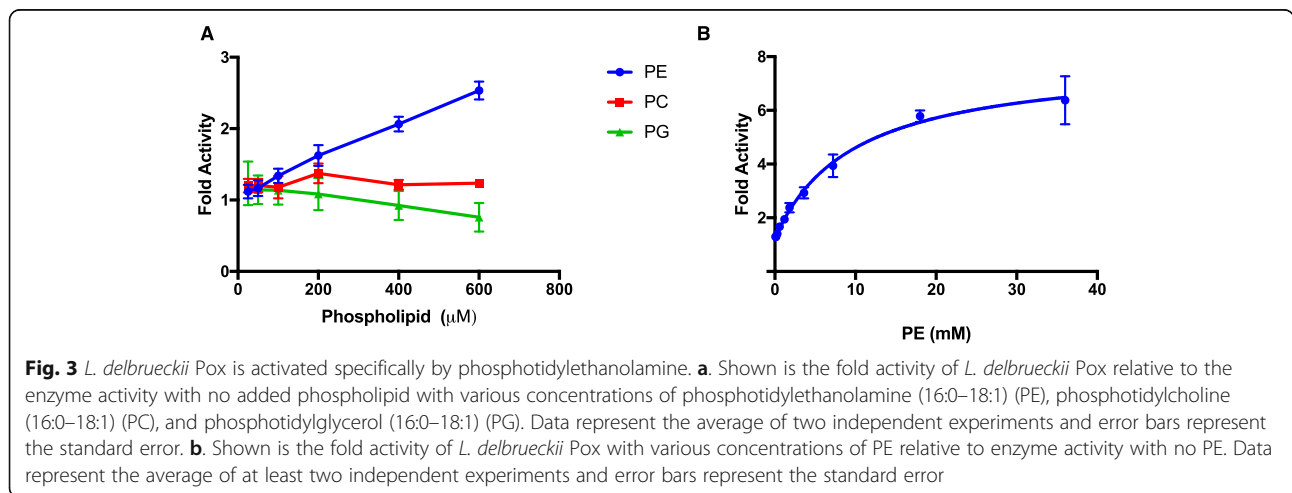 A
3
2
1
0
Fold Activity
0
200
400
600
800
Phospholipid (μM)
PE
PC
PG
B
8
6
4
2
Fold Activity
0
10
20
30
40
PE (mM)
Fig. 3 L. delbrueckii Pox is activated specifically by phosphotidylethanolamine. a. Shown is the fold activity of L. delbrueckii Pox relative to the
enzyme activity with no added phospholipid with various concentrations of phosphotidylethanolamine (16:0–18:1) (PE), phosphotidylcholine
(16:0–18:1) (PC), and phosphotidylglycerol (16:0–18:1) (PG). Data represent the average of two independent experiments and error bars represent
the standard error. b. Shown is the fold activity of L. delbrueckii Pox with various concentrations of PE relative to enzyme activity with no PE. Data
represent the average of at least two independent experiments and error bars represent the standard error